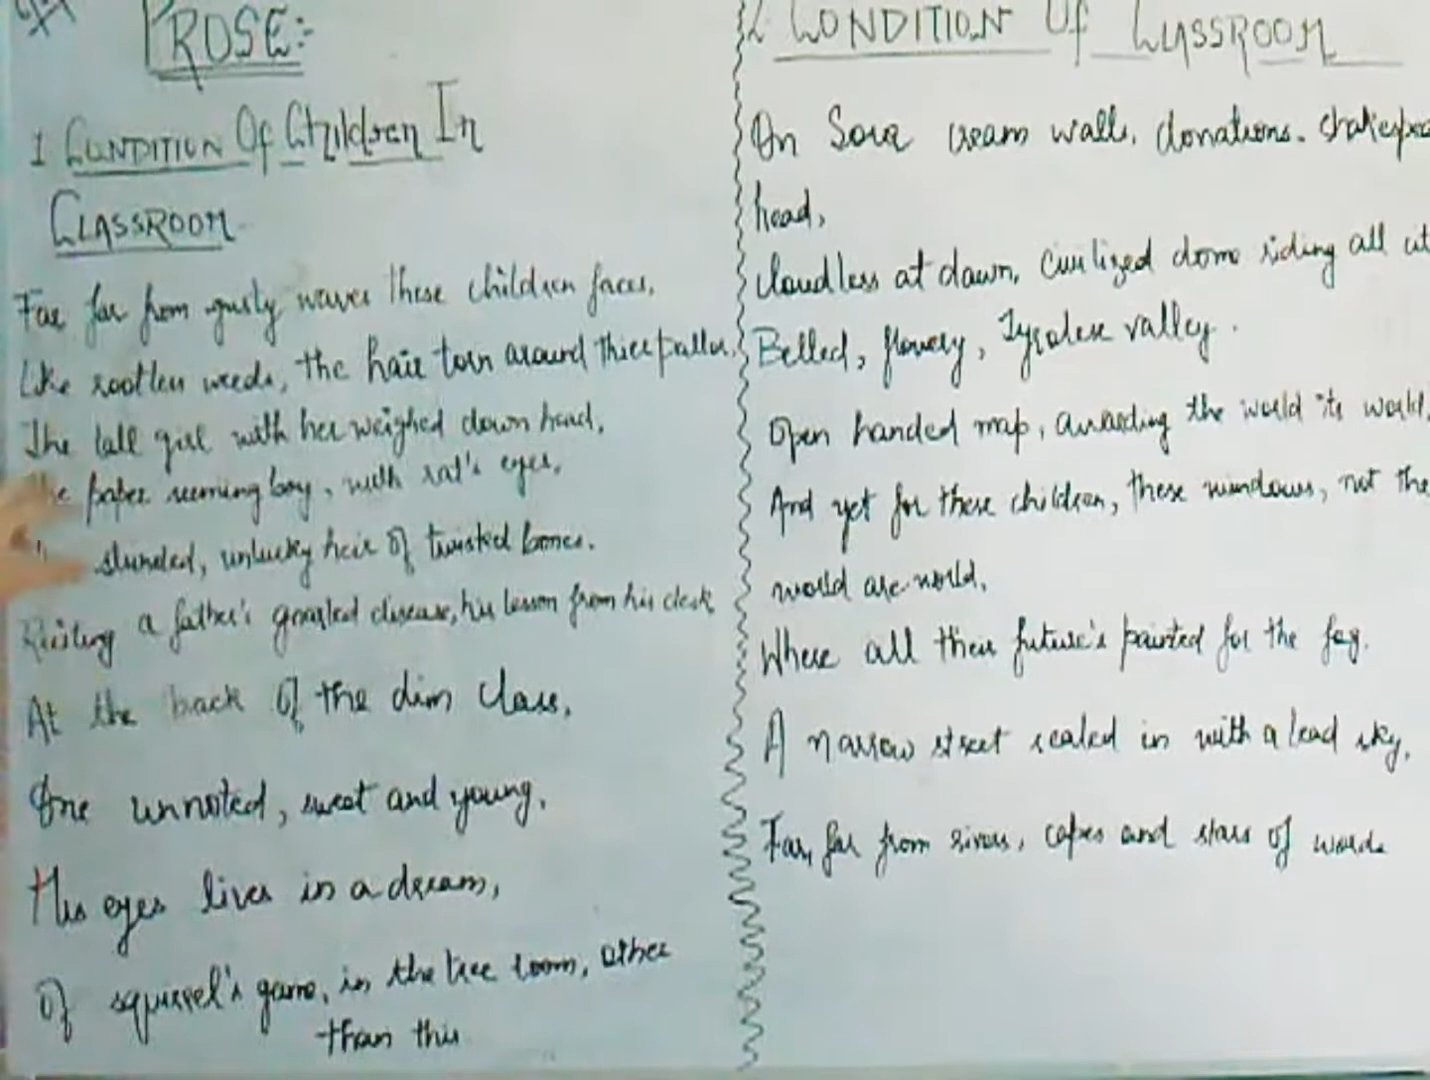 PROSE:-
1 CONDITION Of Children In
CLASSROOM
Far far from gusty waves these children faces,
Like rootless weeds, the hair torn around thier pallor,
The tall girl with her weighed down head,
The paper seeming boy, with rat's eyes,
stunded, unlucky heir of twisted bones.
Reciting a father's gnarled disease, his lesson from his desk
At the back of the dim class,
One unnoted, sweet and young,
His eyes lives in a dream,
Of squirrel's game, in the tree room, other
than this
2 CONDITION Of CLASSROOM
On Sour cream walls, donations. Shakespea
head,
Cloudless at dawn, Civilized dome riding all cit
Belled, flowery, Tyrolese valley.
Open handed map, awarding the world its world,
And yet for these children, these windows, not the
world are world,
Where all their future's painted for the fog.
A narrow street sealed in with a lead sky,
Far, far from rivers, capes and stars of words